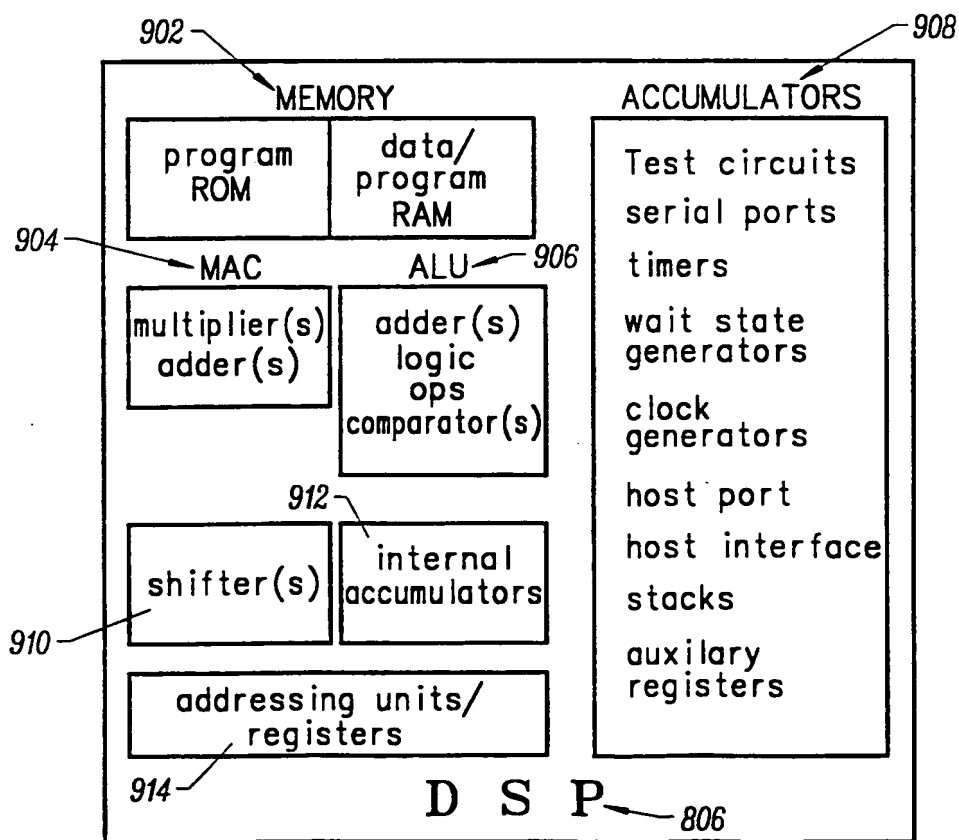 902
908
MEMORY
ACCUMULATORS
program
ROM
data/
program
RAM
904
MAC
ALU
906
multiplier(s)
adder(s)
adder(s)
logic
ops
comparator(s)
912
shifter(s)
internal
accumulators
910
addressing units/
registers
914
Test circuits
serial ports
timers
wait state
generators
clock
generators
host port
host interface
stacks
auxilary
registers
D S P
806